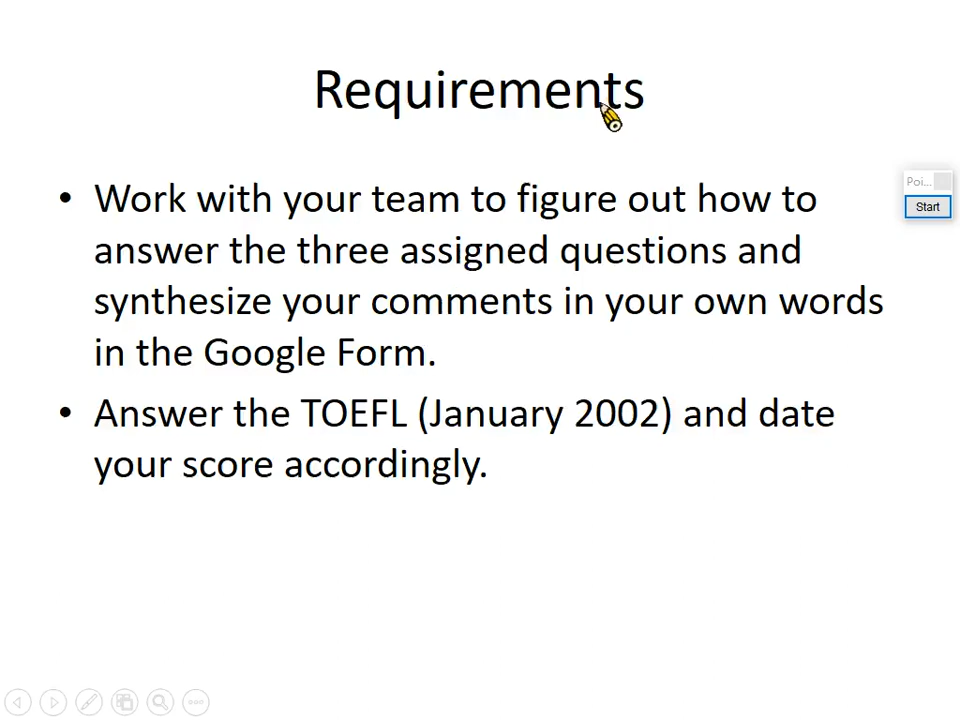 Requirements
• Work with your team to figure out how to
answer the three assigned questions and
synthesize your comments in your own words
in the Google Form.
• Answer the TOEFL (January 2002) and date
your score accordingly.
Poi...
Start